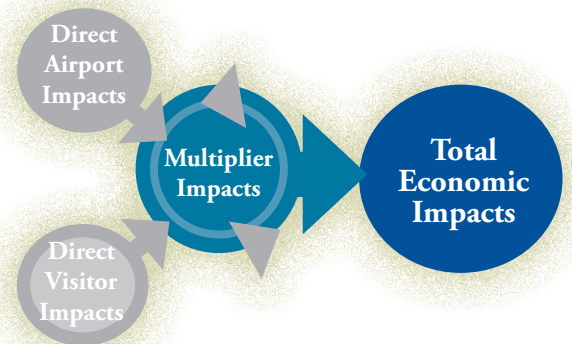 Direct
Airport
Impacts
Multiplier
Impacts
Total
Economic
Impacts
Direct
Visitor
Impacts